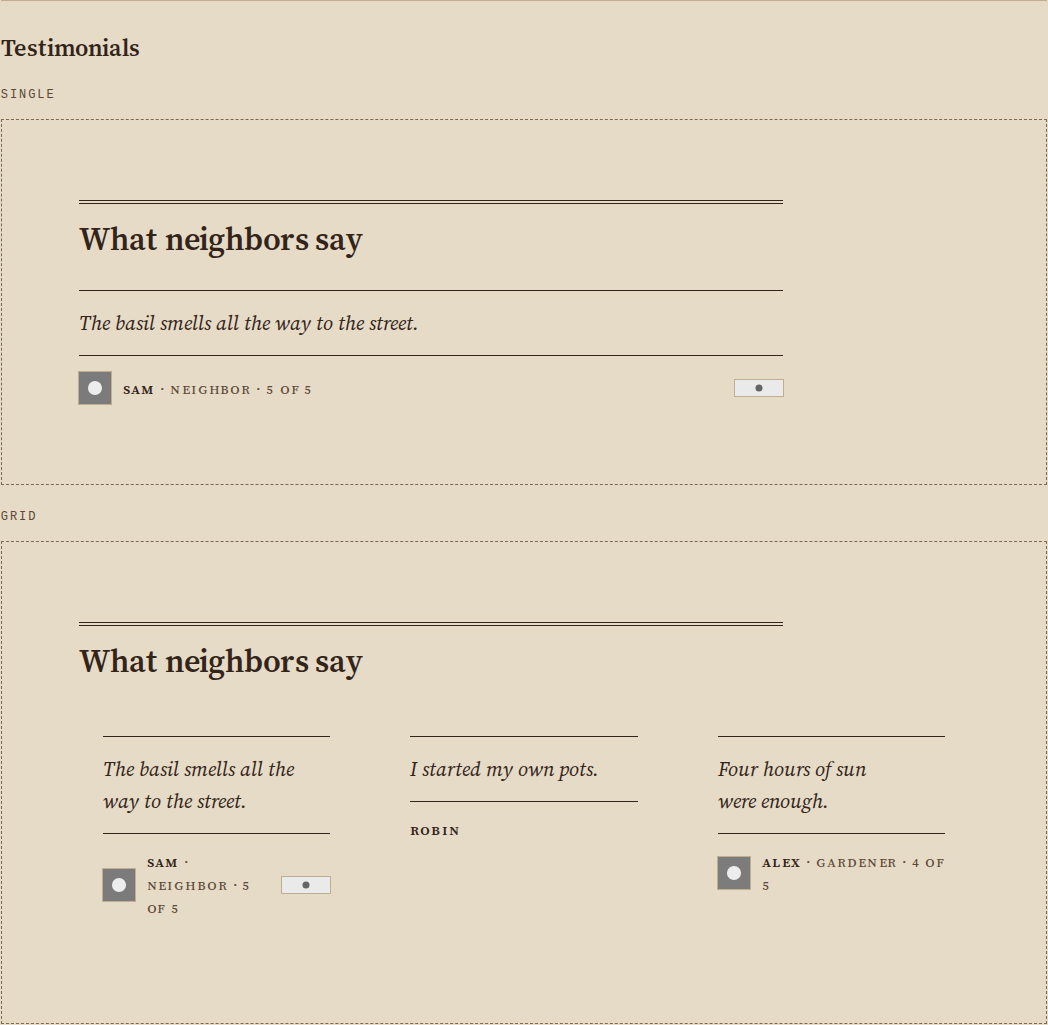 Testimonials
SINGLE
What neighbors say
The basil smells all the way to the street.
SAM · NEIGHBOR · 5 OF 5
GRID
What neighbors say
The basil smells all the
way to the street.
SAM ·
NEIGHBOR · 5
OF 5
I started my own pots.
ROBIN
Four hours of sun
were enough.
ALEX · GARDENER · 4 OF
5